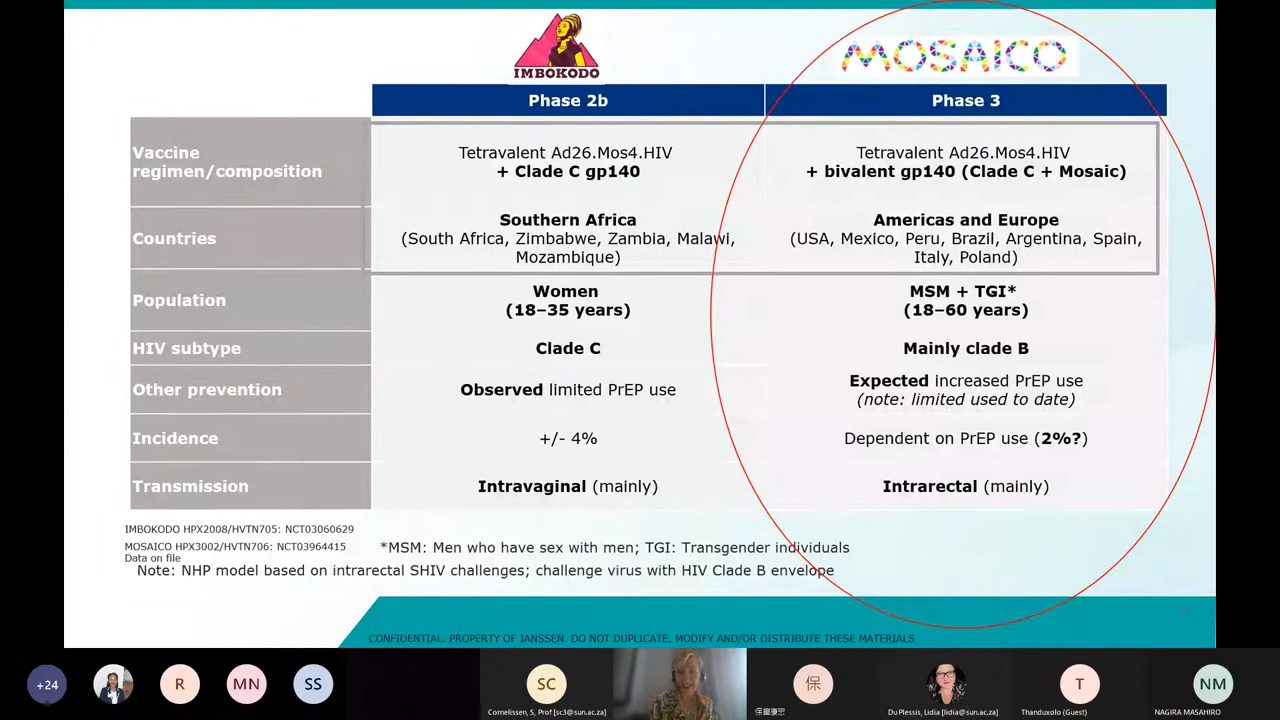 IMBOKODO
MOSAICO
Phase 2b
Phase 3
Vaccine
regimen/composition
Tetravalent Ad26.Mos4.HIV
+ Clade C gp140
Tetravalent Ad26.Mos4.HIV
+ bivalent gp140 (Clade C + Mosaic)
Countries
Southern Africa
(South Africa, Zimbabwe, Zambia, Malawi,
Mozambique)
Americas and Europe
(USA, Mexico, Peru, Brazil, Argentina, Spain,
Italy, Poland)
Population
Women
(18–35 years)
MSM + TGI*
(18–60 years)
HIV subtype
Clade C
Mainly clade B
Other prevention
Observed limited PrEP use
Expected increased PrEP use
(note: limited used to date)
Incidence
+/- 4%
Dependent on PrEP use (2%?)
Transmission
Intravaginal (mainly)
Intrarectal (mainly)
IMBOKODO HPX2008/HVTN705: NCT03060629
MOSAICO HPX3002/HVTN706: NCT03964415
Data on file
*MSM: Men who have sex with men; TGI: Transgender individuals
Note: NHP model based on intrarectal SHIV challenges; challenge virus with HIV Clade B envelope
CONFIDENTIAL: PROPERTY OF JANSSEN. DO NOT DUPLICATE, MODIFY AND/OR DISTRIBUTE THESE MATERIALS
+24
R
MN
SS
SC
保
T
NM
Cornelissen, S, Prof [sc3@sun.ac.za]
Du Plessis, Lidia [lidia@sun.ac.za]
Thanduxolo (Guest)
NAGIRA MASAHIRO